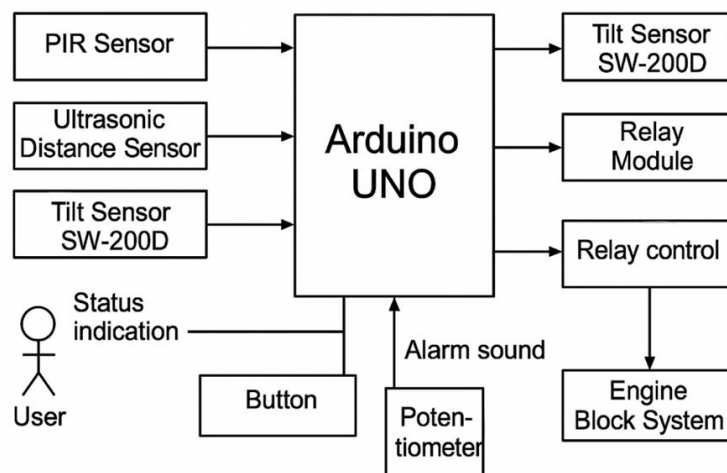 PIR Sensor
Ultrasonic
Distance Sensor
Tilt Sensor
SW-200D
Arduino
UNO
Tilt Sensor
SW-200D
Relay
Module
Relay control
Engine
Block System
Status
indication
User
Button
Alarm sound
Poten-
tiometer